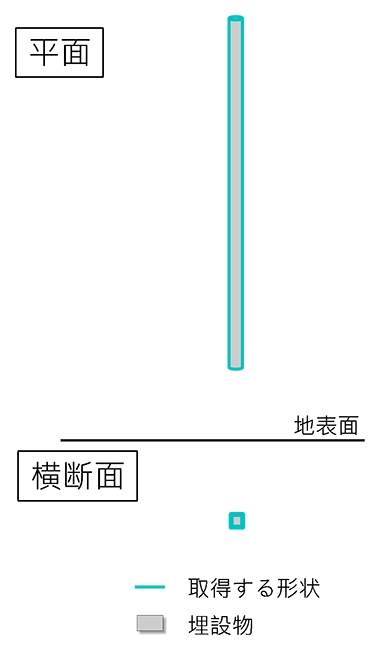 平面
地表面
横断面
取得する形状
埋設物